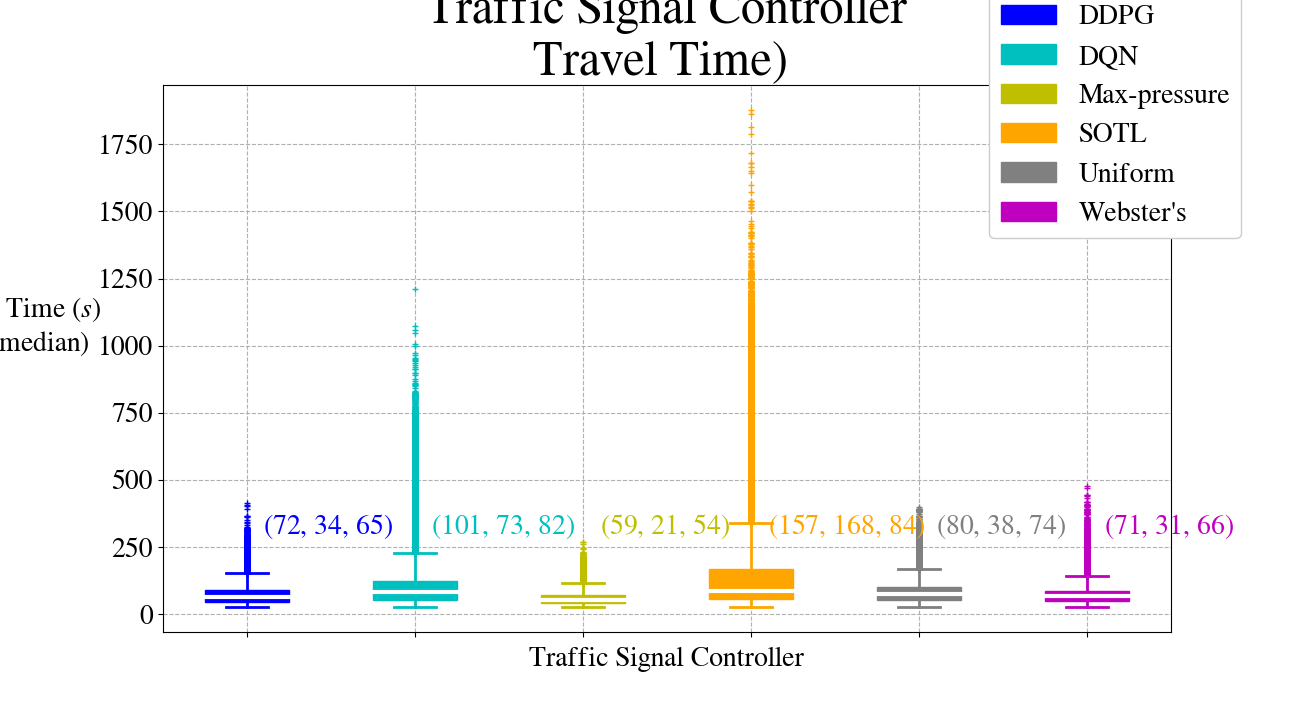 Traffic Signal Controller
Travel Time)
DDPG
DQN
Max-pressure
SOTL
Uniform
Webster's
1750
1500
1250
1000
750
500
250
0
Time (s)
median)
(72, 34, 65)
(101, 73, 82)
(59, 21, 54)
(157, 168, 84)
(80, 38, 74)
(71, 31, 66)
Traffic Signal Controller